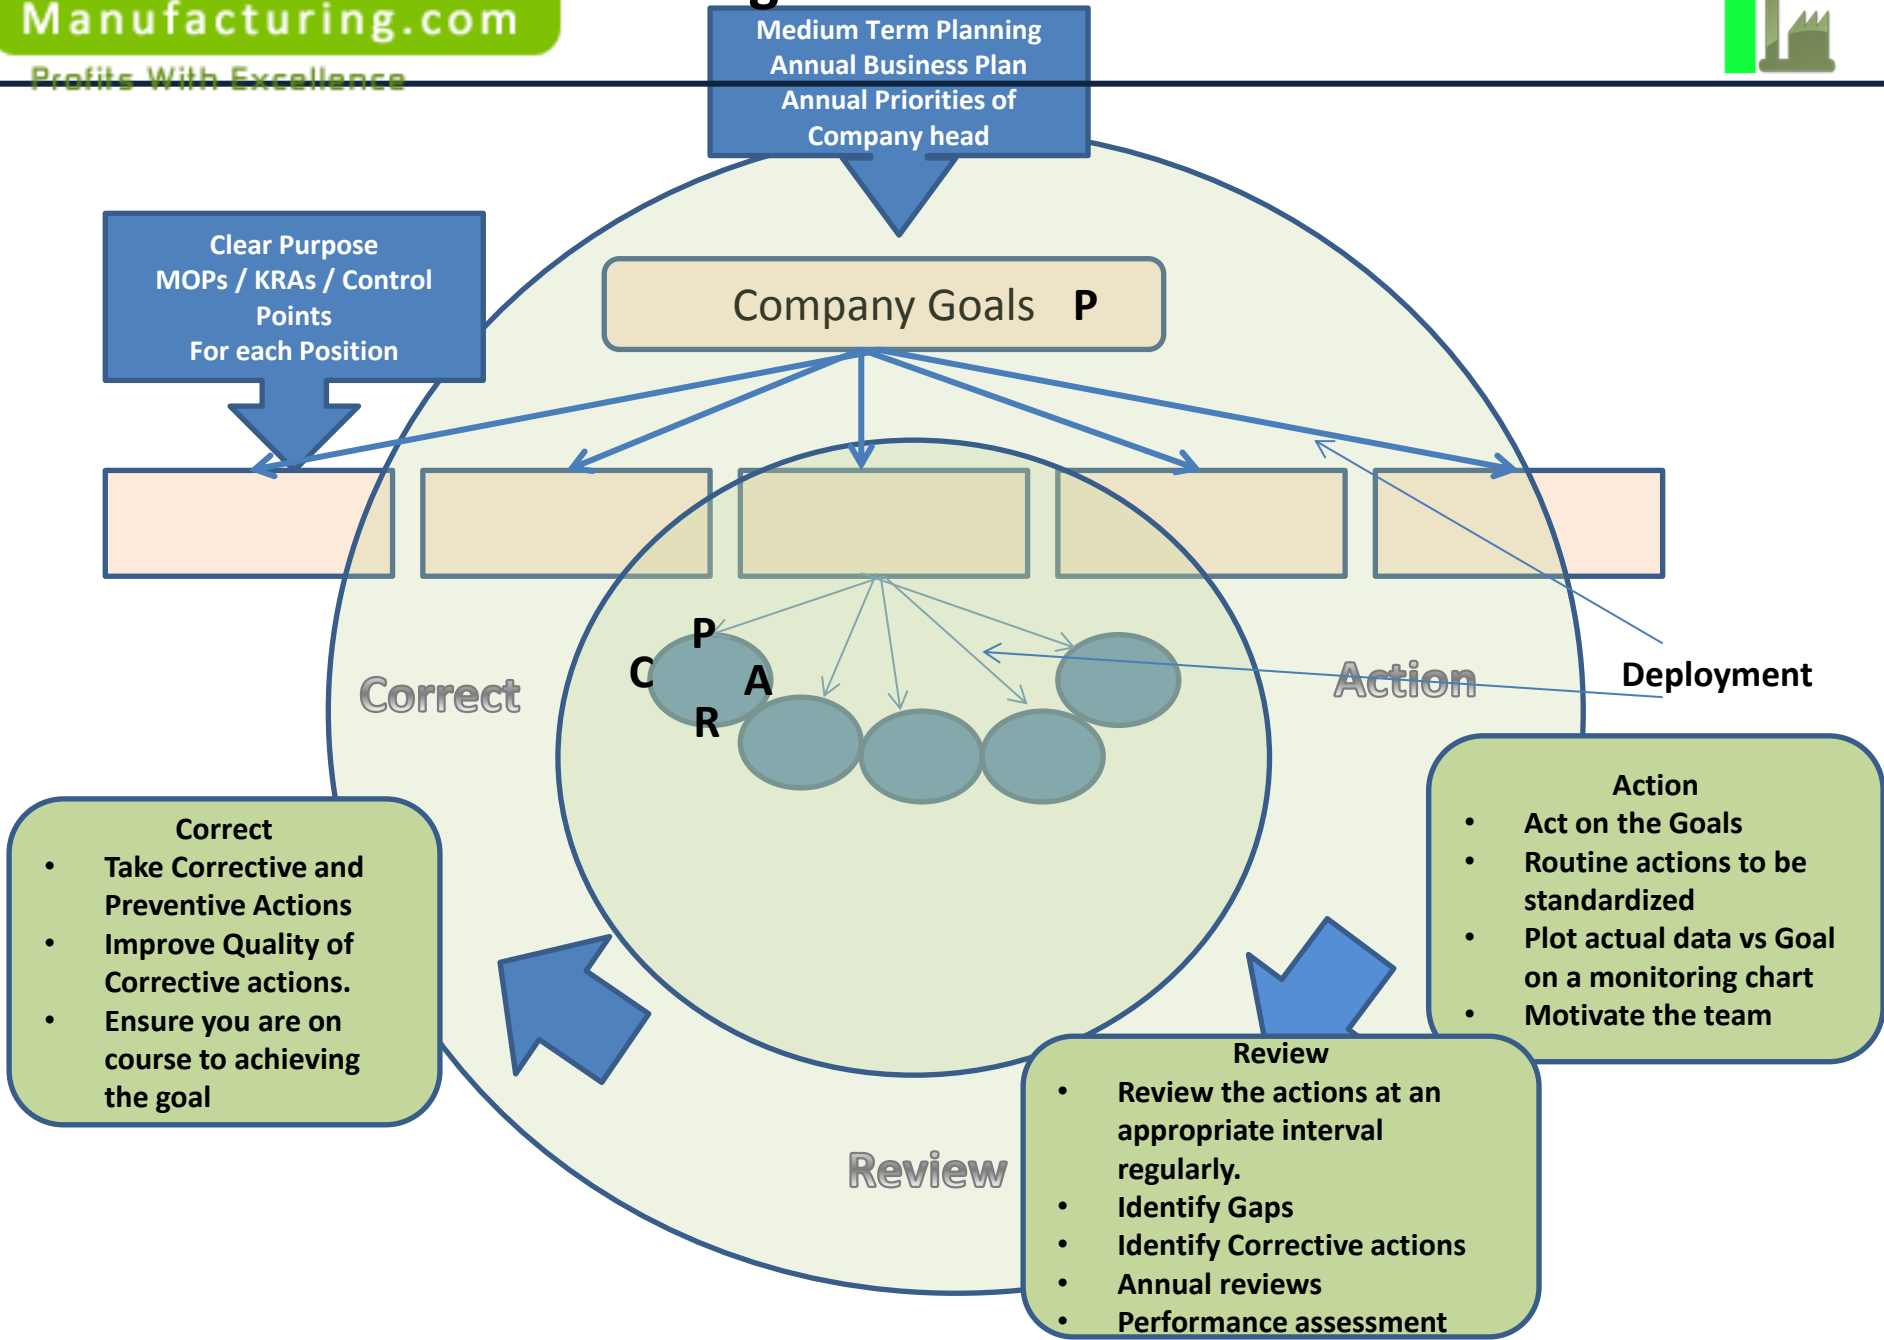 Manufacturing.com
Profits With Excellence
Medium Term Planning
Annual Business Plan
Annual Priorities of
Company head
Clear Purpose
MOPs / KRAs / Control
Points
For each Position
Company Goals P
P
C
A
R
Correct
Action
Deployment
Correct
• Take Corrective and
Preventive Actions
• Improve Quality of
Corrective actions.
• Ensure you are on
course to achieving
the goal
Action
• Act on the Goals
• Routine actions to be
standardized
• Plot actual data vs Goal
on a monitoring chart
• Motivate the team
Review
Review
• Review the actions at an
appropriate interval
regularly.
• Identify Gaps
• Identify Corrective actions
• Annual reviews
• Performance assessment